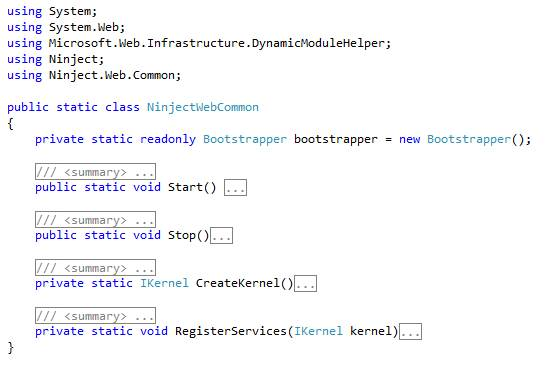 using System;
using System.Web;
using Microsoft.Web.Infrastructure.DynamicModuleHelper;
using Ninject;
using Ninject.Web.Common;
public static class NinjectWebCommon
{
private static readonly Bootstrapper bootstrapper = new Bootstrapper();
/// <summary> ...
public static void Start() ...
/// <summary> ...
public static void Stop()...
/// <summary> ...
private static IKernel CreateKernel()...
/// <summary> ...
private static void RegisterServices(IKernel kernel)...
}